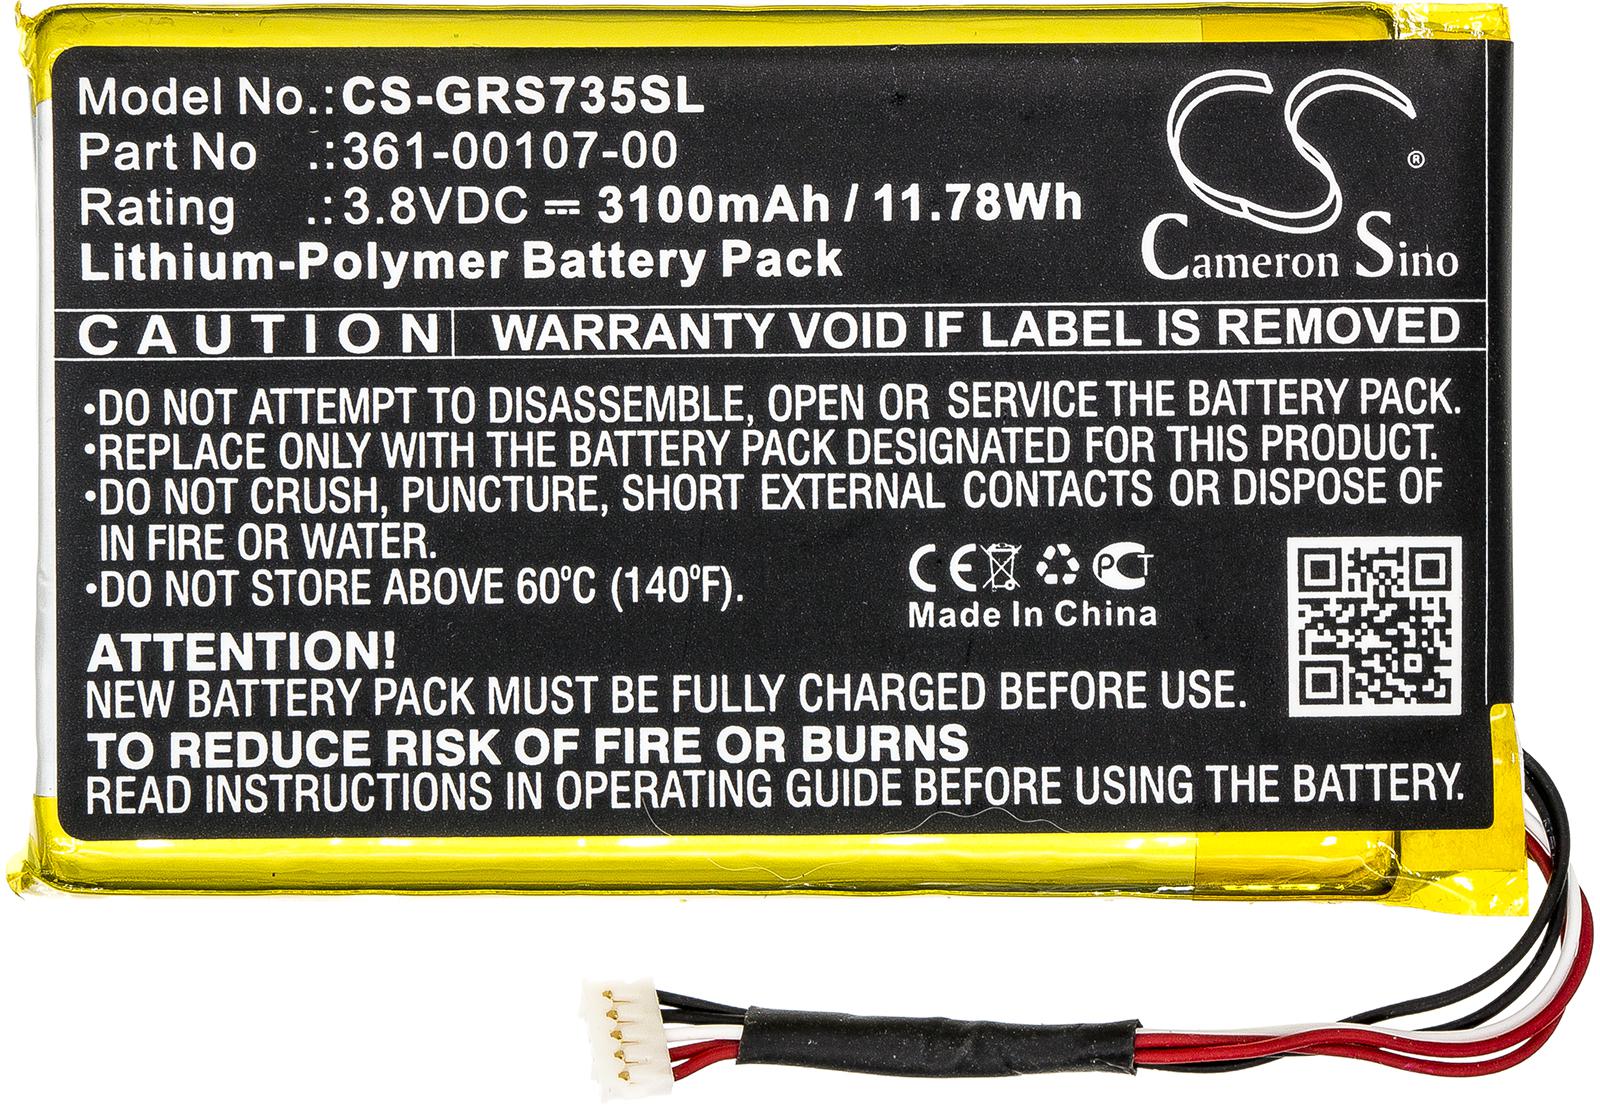 Model No.:CS-GRS735SL
Part No .:361-00107-00
Rating .:3.8VDC ⎓ 3100mAh / 11.78Wh
Lithium-Polymer Battery Pack
CS ®
Cameron Sino
CAUTION WARRANTY VOID IF LABEL IS REMOVED
•DO NOT ATTEMPT TO DISASSEMBLE, OPEN OR SERVICE THE BATTERY PACK.
•REPLACE ONLY WITH THE BATTERY PACK DESIGNATED FOR THIS PRODUCT.
•DO NOT CRUSH, PUNCTURE, SHORT EXTERNAL CONTACTS OR DISPOSE OF
IN FIRE OR WATER.
•DO NOT STORE ABOVE 60ºC (140ºF).
CE PCT
Made In China
ATTENTION!
NEW BATTERY PACK MUST BE FULLY CHARGED BEFORE USE.
TO REDUCE RISK OF FIRE OR BURNS
READ INSTRUCTIONS IN OPERATING GUIDE BEFORE USING THE BATTERY.